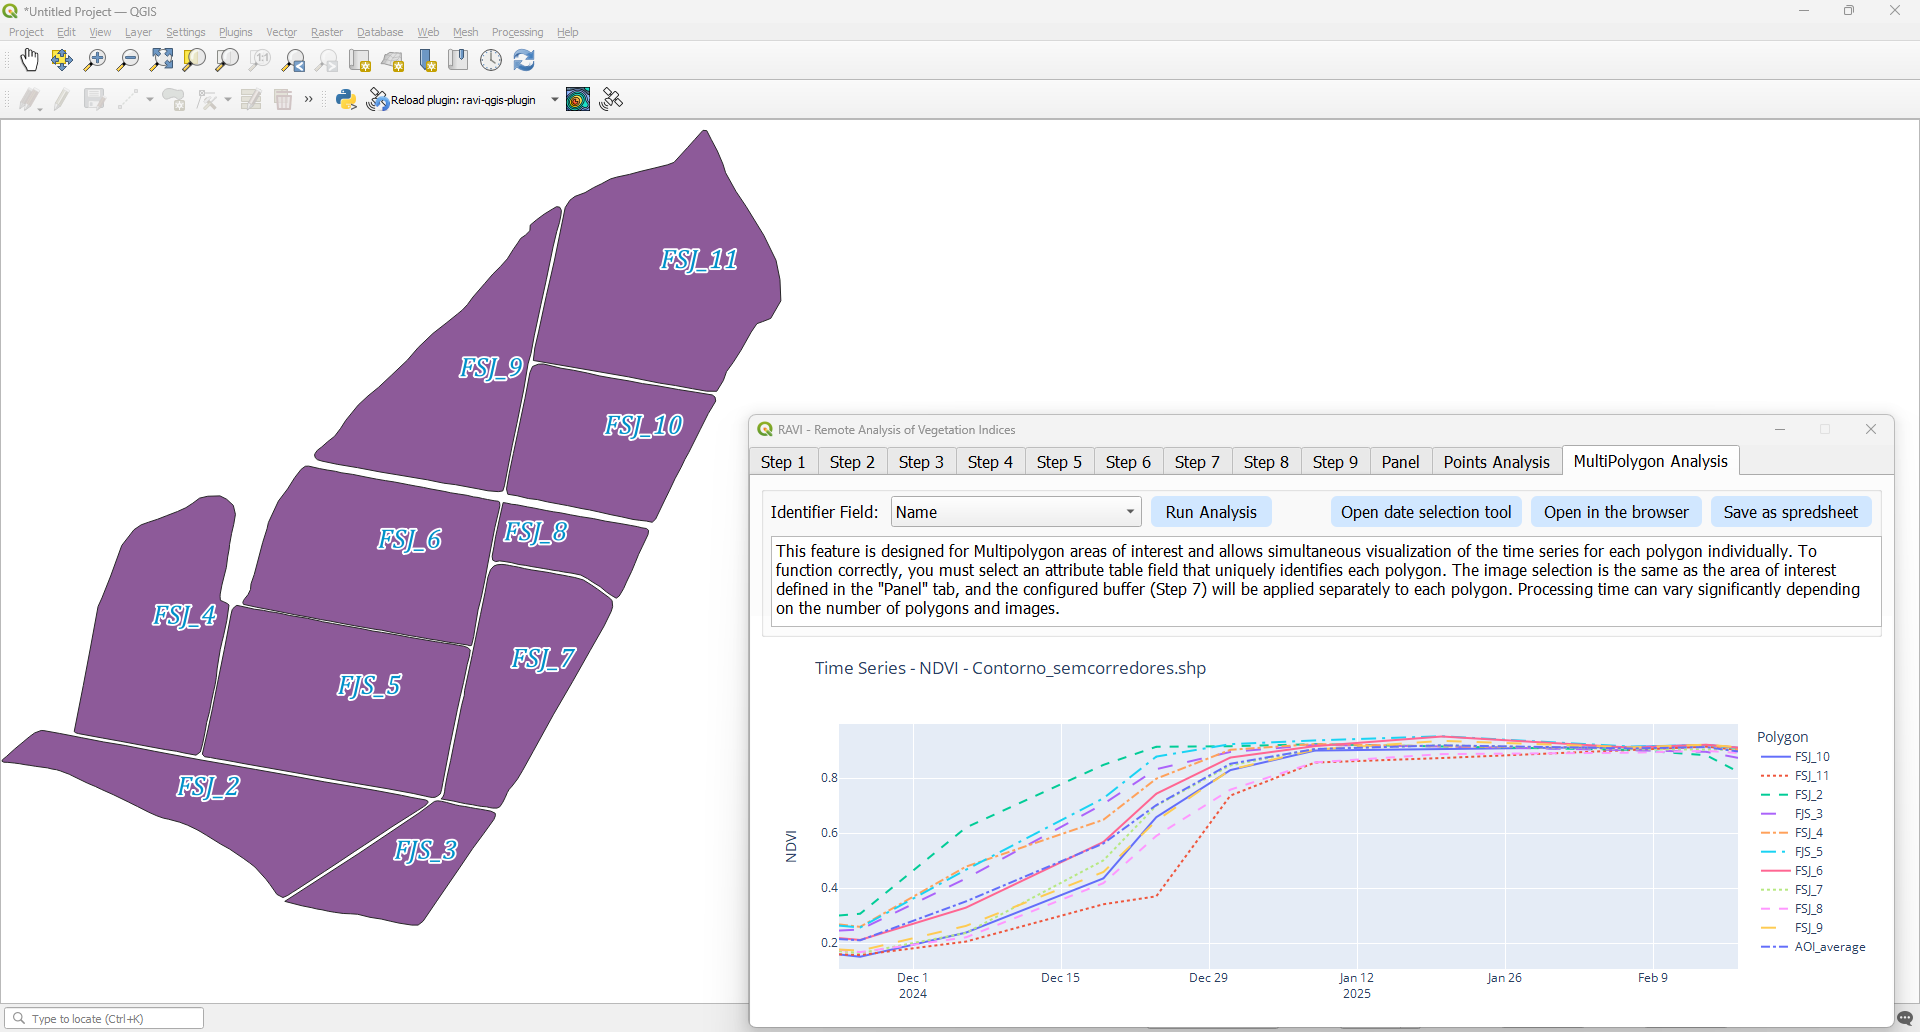 *Untitled Project — QGIS
Project Edit View Layer Settings Plugins Vector Raster Database Web Mesh Processing Help
Reload plugin: ravi-qgis-plugin
FSJ_11
FSJ_9
FSJ_10
FSJ_6
FSJ_8
FSJ_4
FSJ_7
FJS_5
FSJ_2
FJS_3
RAVI - Remote Analysis of Vegetation Indices
Step 1 Step 2 Step 3 Step 4 Step 5 Step 6 Step 7 Step 8 Step 9 Panel Points Analysis MultiPolygon Analysis
Identifier Field: Name Run Analysis Open date selection tool Open in the browser Save as spredsheet
This feature is designed for Multipolygon areas of interest and allows simultaneous visualization of the time series for each polygon individually. To
function correctly, you must select an attribute table field that uniquely identifies each polygon. The image selection is the same as the area of interest
defined in the "Panel" tab, and the configured buffer (Step 7) will be applied separately to each polygon. Processing time can vary significantly depending
on the number of polygons and images.
Time Series - NDVI - Contorno_semcorredores.shp
NDVI
0.8
0.6
0.4
0.2
Dec 1 Dec 15 Dec 29 Jan 12 Jan 26 Feb 9
2024 2025
Polygon
FSJ_10
FSJ_11
FSJ_2
FJS_3
FSJ_4
FJS_5
FSJ_6
FSJ_7
FSJ_8
FSJ_9
AOI_average
Type to locate (Ctrl+K)